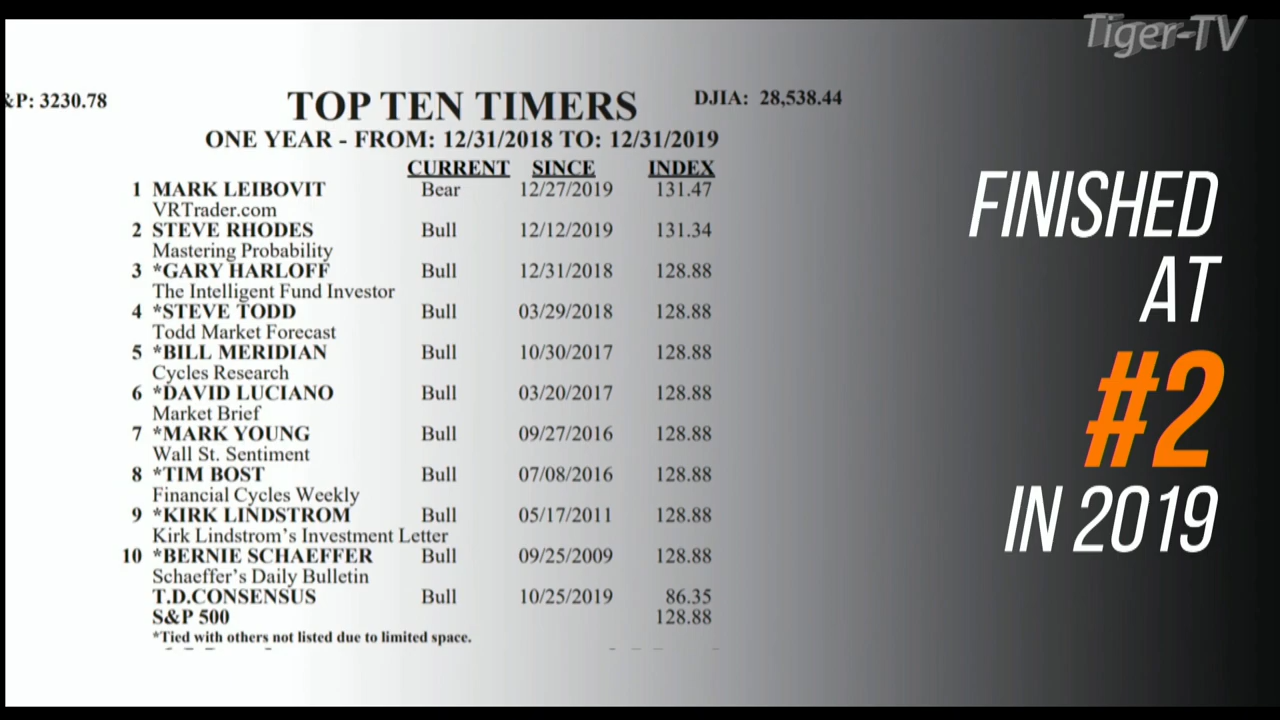 Tiger-TV
&P: 3230.78
TOP TEN TIMERS
DJIA: 28,538.44
ONE YEAR - FROM: 12/31/2018 TO: 12/31/2019
CURRENT SINCE INDEX
1 MARK LEIBOVIT Bear 12/27/2019 131.47
VRTrader.com
2 STEVE RHODES Bull 12/12/2019 131.34
Mastering Probability
3 *GARY HARLOFF Bull 12/31/2018 128.88
The Intelligent Fund Investor
4 *STEVE TODD Bull 03/29/2018 128.88
Todd Market Forecast
5 *BILL MERIDIAN Bull 10/30/2017 128.88
Cycles Research
6 *DAVID LUCIANO Bull 03/20/2017 128.88
Market Brief
7 *MARK YOUNG Bull 09/27/2016 128.88
Wall St. Sentiment
8 *TIM BOST Bull 07/08/2016 128.88
Financial Cycles Weekly
9 *KIRK LINDSTROM Bull 05/17/2011 128.88
Kirk Lindstrom's Investment Letter
10 *BERNIE SCHAEFFER Bull 09/25/2009 128.88
Schaeffer's Daily Bulletin
T.D.CONSENSUS Bull 10/25/2019 86.35
S&P 500 128.88
*Tied with others not listed due to limited space.
FINISHED
AT
#2
IN 2019